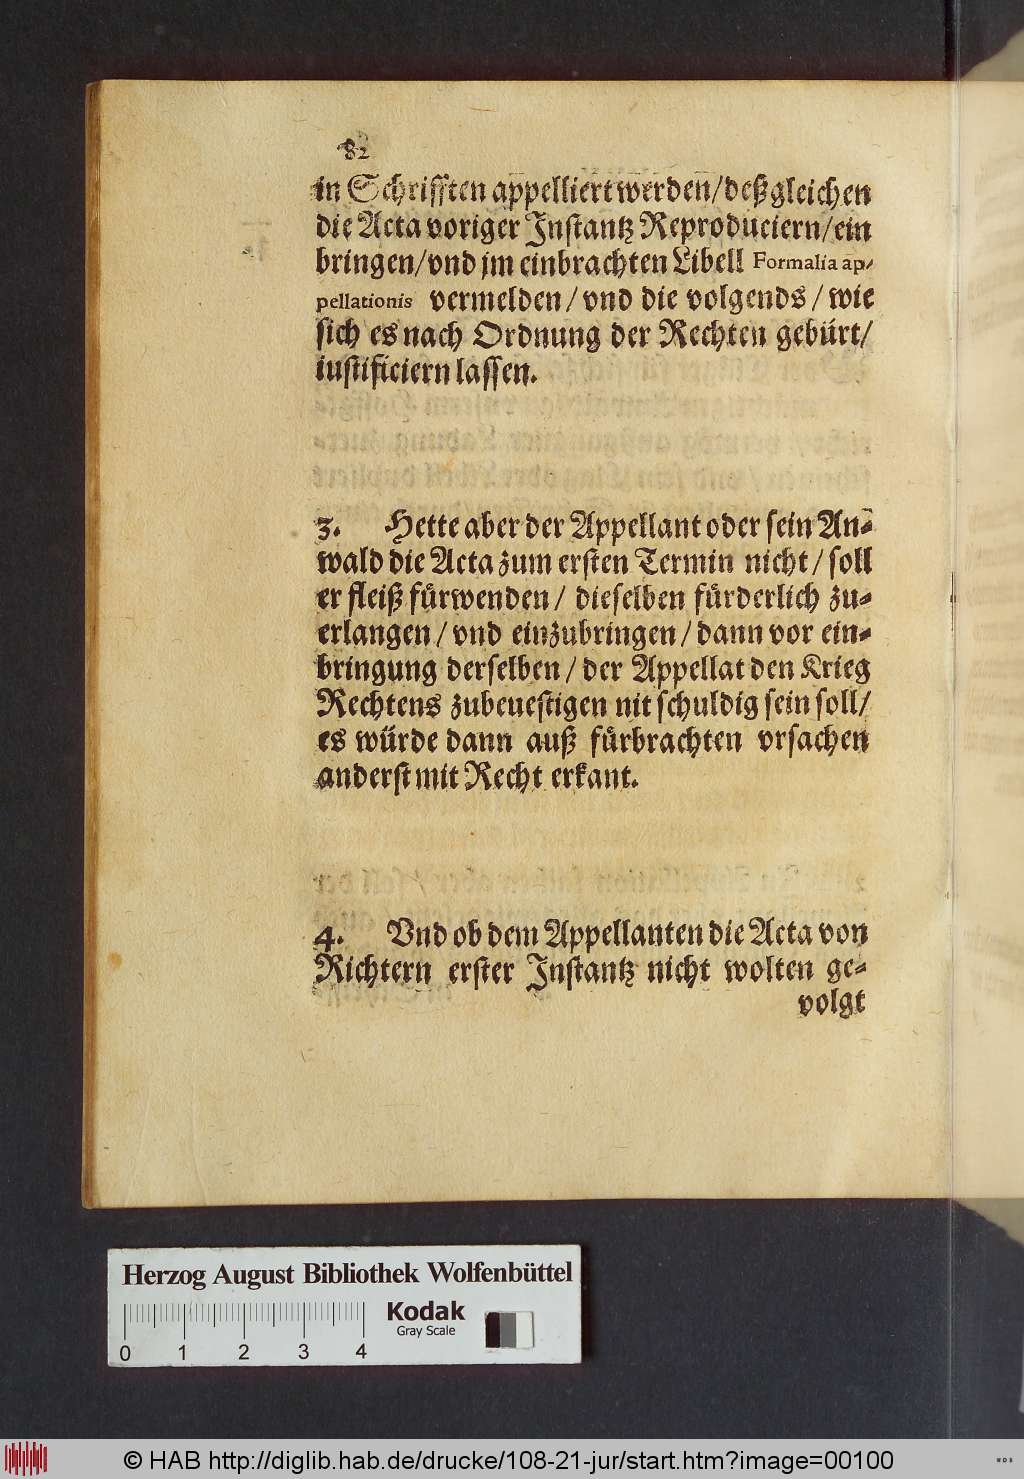 82
in Schrifften appelliert werden/deßgleichen
die Acta voriger Instantz Reproduciern/ein
bringen/vnd jm einbrachten Libell Formalia ap-
pellationis vermelden/vnd die volgends/wie
sich es nach Ordnung der Rechten gebürt/
iustificiern lassen.
3. Hette aber der Appellant oder sein An-
wald die Acta zum ersten Termin nicht/soll
er fleiß fürwenden/dieselben fürderlich zu-
erlangen/vnd einzubringen/dann vor ein-
bringung derselben/der Appellat den Krieg
Rechtens zubeuestigen nit schuldig sein soll/
es würde dann auß fürbrachten vrsachen
anderst mit Recht erkant.
4. Vnd ob dem Appellanten die Acta von
Richtern erster Instantz nicht wolten ge-
volgt
Herzog August Bibliothek Wolfenbüttel
Kodak
Gray Scale
0 1 2 3 4
© HAB http://diglib.hab.de/drucke/108-21-jur/start.htm?image=00100